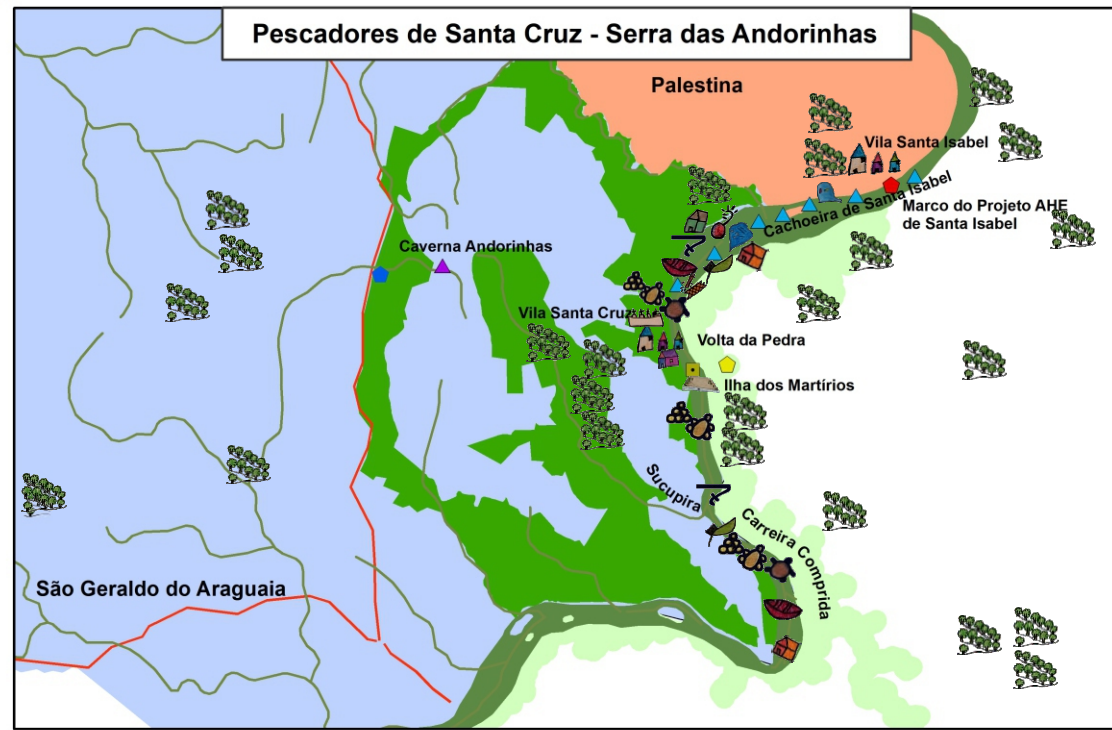 Pescadores de Santa Cruz - Serra das Andorinhas
Palestina
Vila Santa Isabel
Cachoeira de Santa Isabel
Marco do Projeto AHE
de Santa Isabel
Caverna Andorinhas
Vila Santa Cruz
Volta da Pedra
Ilha dos Martírios
Sucupira
Carreira Comprida
São Geraldo do Araguaia